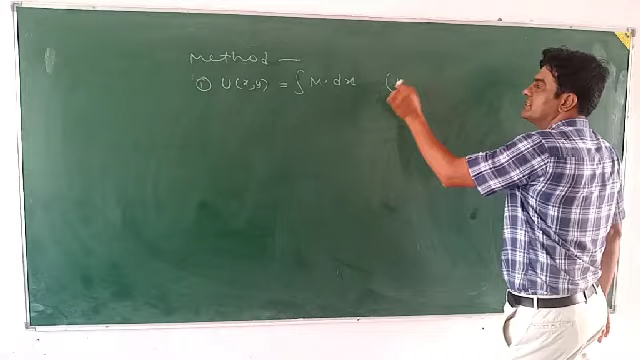 Method —
① U(x,y) = ∫ M. dx (